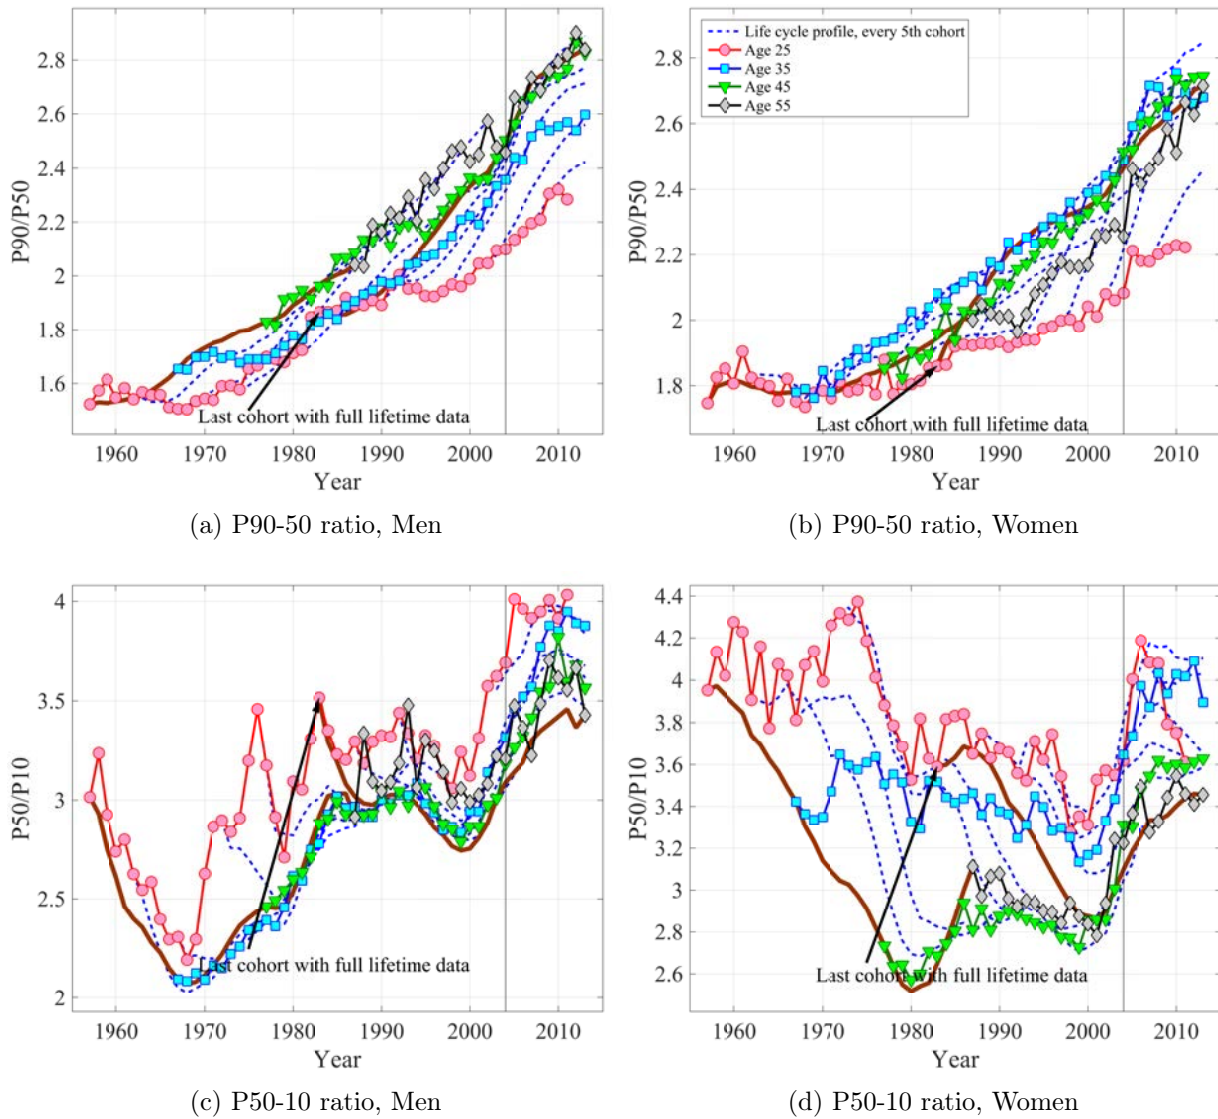 2.8
2.6
2.4
2.2
2
1.8
1.6
P90/P50
1960 1970 1980 1990 2000 2010
Year
Last cohort with full lifetime data
(a) P90-50 ratio, Men
2.8
2.6
2.4
2.2
2
1.8
P90/P50
Life cycle profile, every 5th cohort
Age 25
Age 35
Age 45
Age 55
1960 1970 1980 1990 2000 2010
Year
Last cohort with full lifetime data
(b) P90-50 ratio, Women
4
3.5
3
2.5
2
P50/P10
1960 1970 1980 1990 2000 2010
Year
Last cohort with full lifetime data
(c) P50-10 ratio, Men
4.4
4.2
4
3.8
3.6
3.4
3.2
3
2.8
2.6
P50/P10
1960 1970 1980 1990 2000 2010
Year
Last cohort with full lifetime data
(d) P50-10 ratio, Women